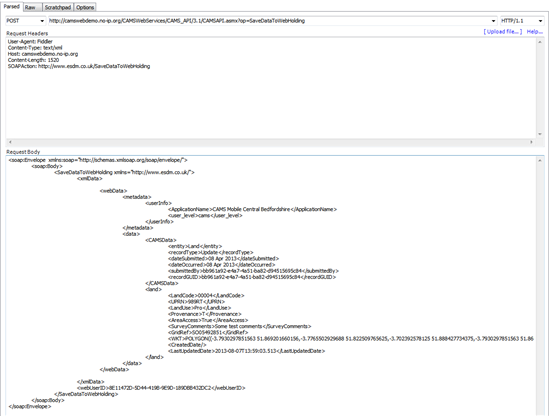 Parsed Raw Scratchpad Options
POST http://camswebdemo.no-ip.org/CAMSWebServices/CAMS_API/3.1/CAMSAPI.asmx?op=SaveDataToWebHolding HTTP/1.1
Request Headers [ Upload file... ] Help...
User-Agent: Fiddler
Content-Type: text/xml
Host: camswebdemo.no-ip.org
Content-Length: 1520
SOAPAction: http://www.esdm.co.uk/SaveDataToWebHolding
Request Body
<soap:Envelope xmlns:soap="http://schemas.xmlsoap.org/soap/envelope/">
<soap:Body>
<SaveDataToWebHolding xmlns="http://www.esdm.co.uk/">
<xmlData>
<webData>
<metadata>
<userInfo>
<ApplicationName>CAMS Mobile Central Bedfordshire</ApplicationName>
<user_level>cams</user_level>
</userInfo>
</metadata>
<data>
<CAMSData>
<entity>Land</entity>
<recordType>Update</recordType>
<dateSubmitted>08 Apr 2013</dateSubmitted>
<dateOccurred>08 Apr 2013</dateOccurred>
<submittedBy>bb961a92-e4a7-4a51-ba82-d94515695c84</submittedBy>
<recordGUID>bb961a92-e4a7-4a51-ba82-d94515695c84</recordGUID>
</CAMSData>
<land>
<LandCode>00004</LandCode>
<UPRN>989RT</UPRN>
<LandUse>Pro</LandUse>
<Provenance>T</Provenance>
<AreaAccess>True</AreaAccess>
<SurveyComments>Some test comments</SurveyComments>
<GridRef>SO05492851</GridRef>
<WKT>POLYGON((-3.7930297851563 51.869201660156, -3.7765502929688 51.822509765625, -3.702392578125 51.888427734375, -3.7930297851563 51.86
<CreatedDate/>
<LastUpdatedDate>2013-08-07T13:59:03.513</LastUpdatedDate>
</land>
</data>
</webData>
</xmlData>
<webUserID>8E11472D-5D44-419B-9E9D-189DBB432DC2</webUserID>
</SaveDataToWebHolding>
</soap:Body>
</soap:Envelope>